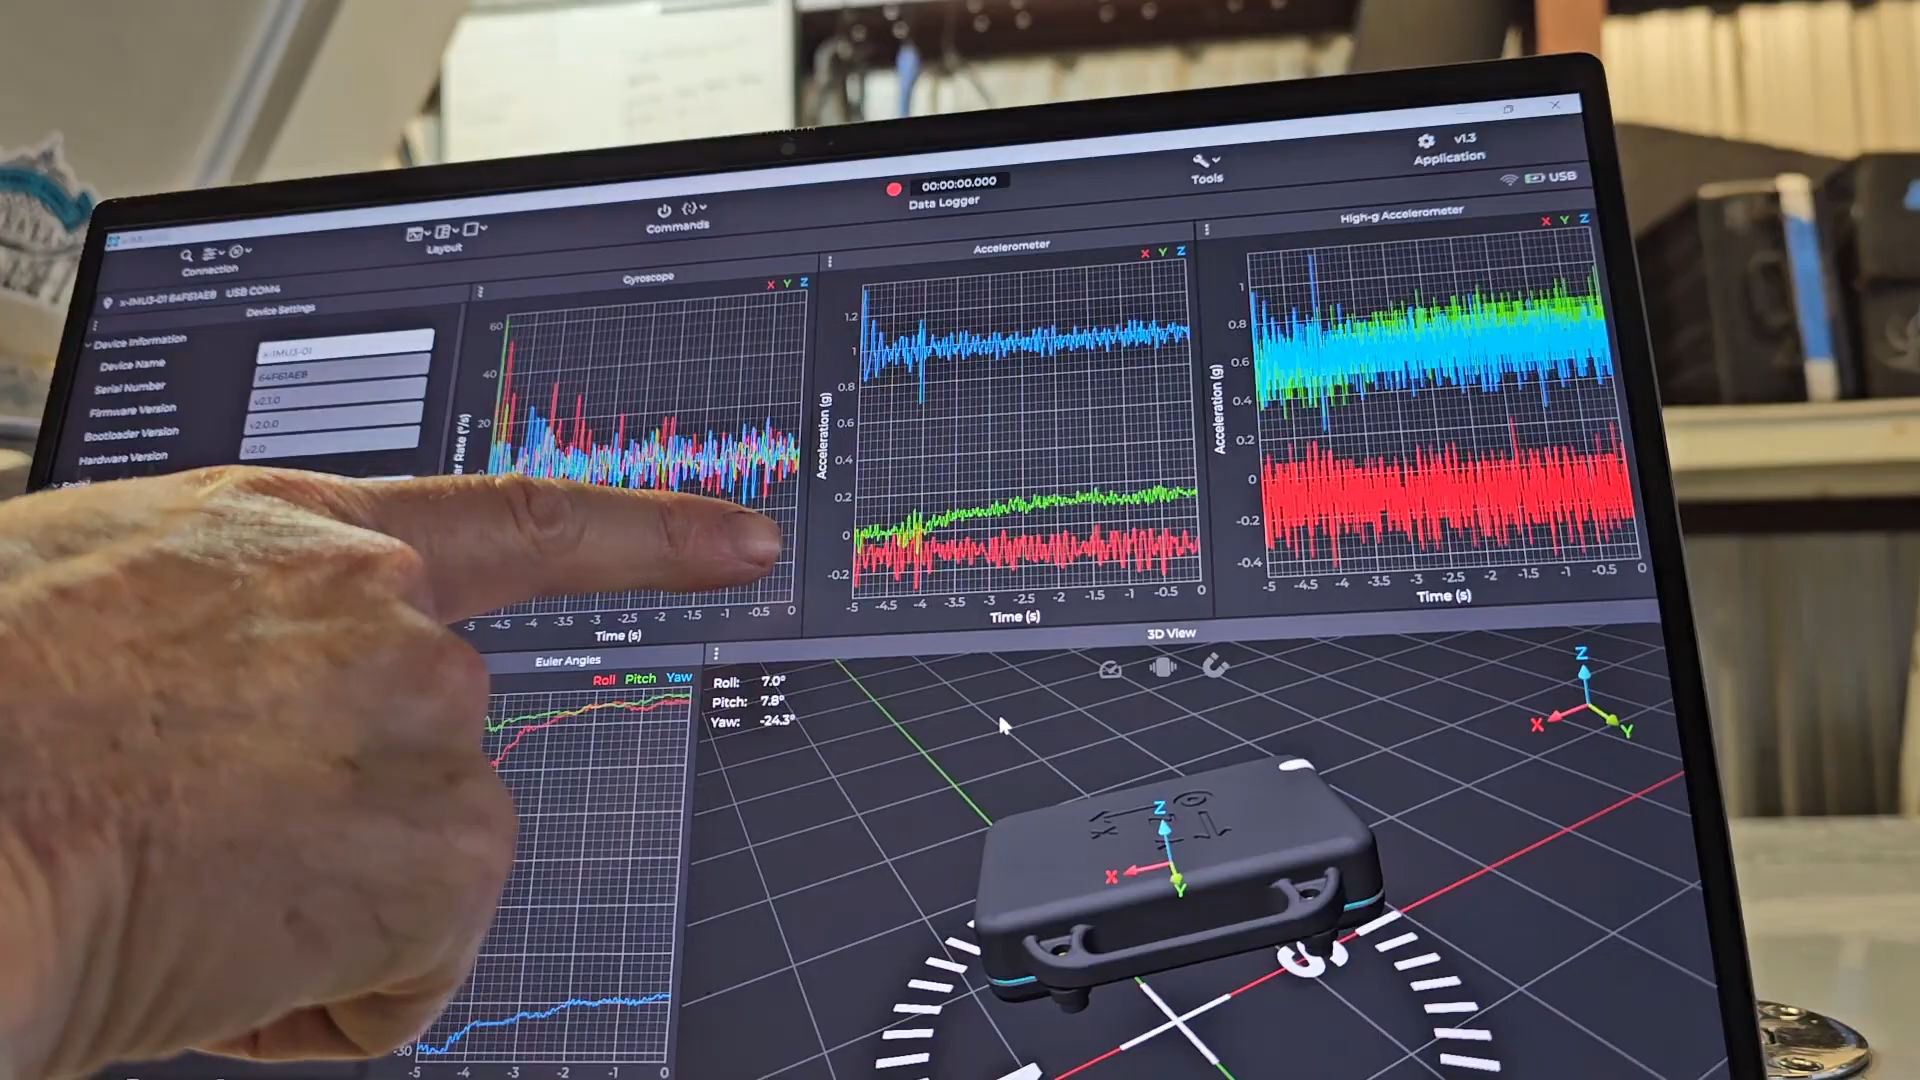 v1.3
Application
Tools
00:00:00.000
Data Logger
Commands
Layout
Connection
USB
x-IMU3-01 64F61AE8 USB COM4
Device Settings
Device Information
Device Name
x-IMU3-01
Serial Number
64F61AE8
Firmware Version
v2.1.0
Bootloader Version
v2.0.0
Hardware Version
v2.0
Gyroscope
X Y Z
60
40
20
0
-5 -4.5 -4 -3.5 -3 -2.5 -2 -1.5 -1 -0.5 0
Time (s)
Accelerometer
X Y Z
Acceleration (g)
1.2
1
0.8
0.6
0.4
0.2
0
-0.2
-5 -4.5 -4 -3.5 -3 -2.5 -2 -1.5 -1 -0.5 0
Time (s)
High-g Accelerometer
X Y Z
Acceleration (g)
1
0.8
0.6
0.4
0.2
0
-0.2
-0.4
-5 -4.5 -4 -3.5 -3 -2.5 -2 -1.5 -1 -0.5 0
Time (s)
Euler Angles
Roll Pitch Yaw
-30
-5 -4 -3 -2 -1 0
3D View
Roll: 7.0°
Pitch: 7.8°
Yaw: -24.3°
Z
X
Y
Z
X
Y